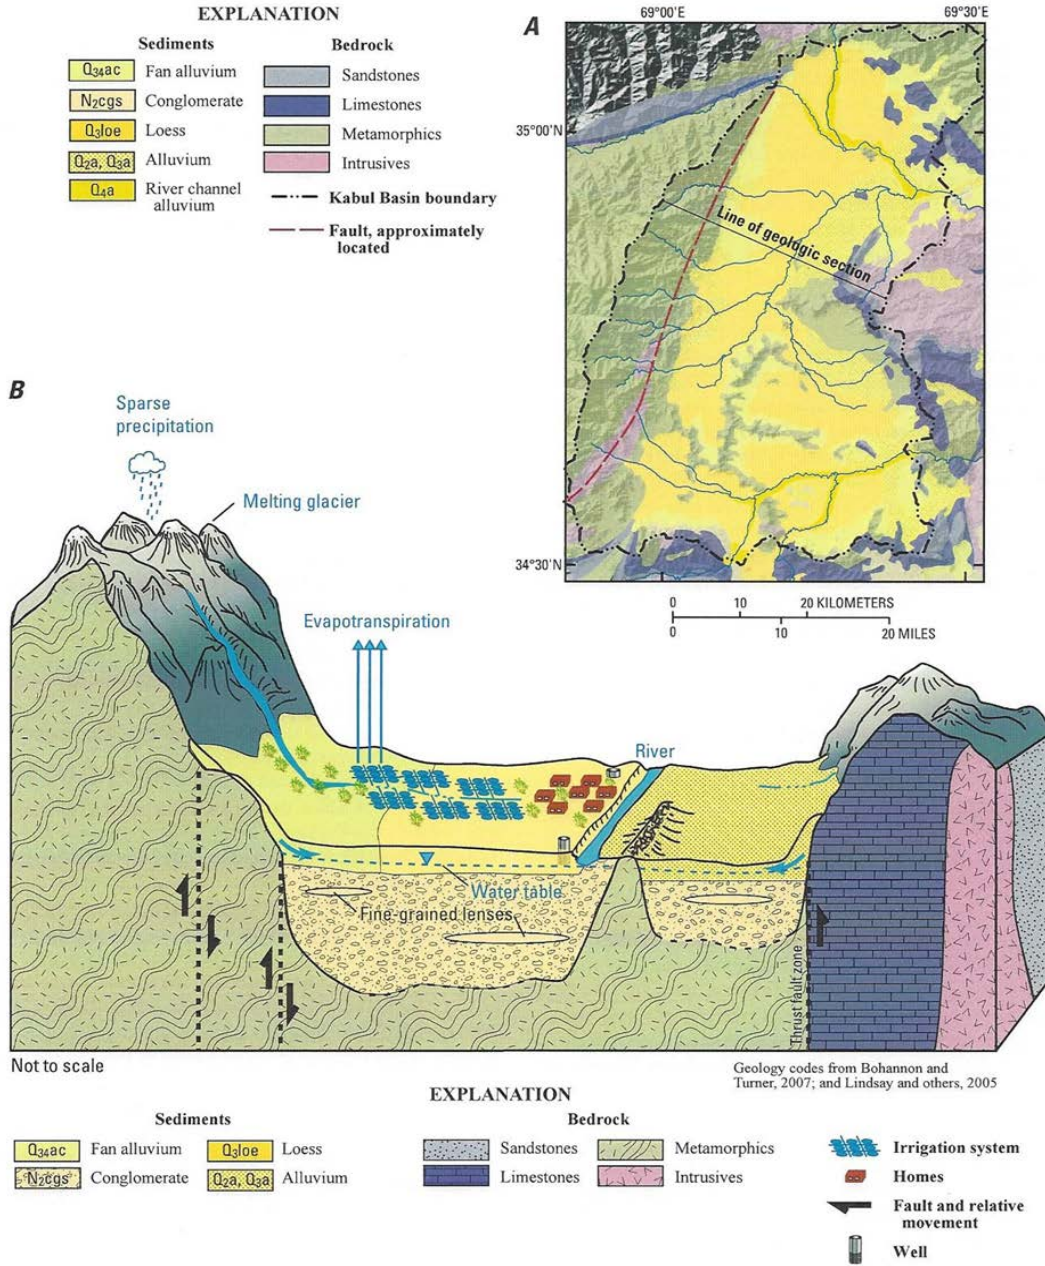 EXPLANATION
Sediments
Q34ac Fan alluvium
N2cgs Conglomerate
Q3loe Loess
Q2a, Q3a Alluvium
Q4a River channel
alluvium
Bedrock
Sandstones
Limestones
Metamorphics
Intrusives
Kabul Basin boundary
Fault, approximately
located
A
69°00'E
69°30'E
35°00'N
Line of geologic section
34°30'N
0 10 20 KILOMETERS
0 10 20 MILES
B
Sparse
precipitation
Melting glacier
Evapotranspiration
River
Water table
Fine-grained lenses
Thrust fault zone
Not to scale
Geology codes from Bohannon and
Turner, 2007; and Lindsay and others, 2005
EXPLANATION
Sediments
Q34ac Fan alluvium
N2cgs Conglomerate
Q3loe Loess
Q2a, Q3a Alluvium
Bedrock
Sandstones
Limestones
Metamorphics
Intrusives
Irrigation system
Homes
Fault and relative
movement
Well